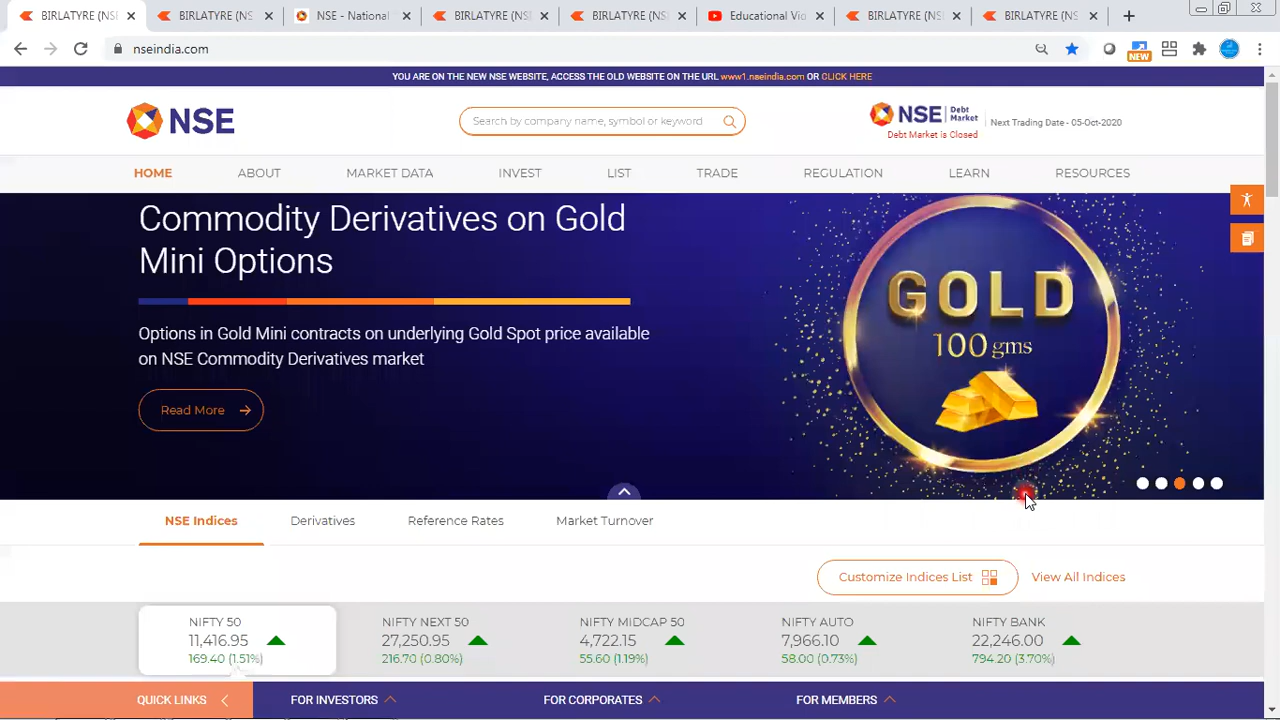 BIRLATYRE (NS
BIRLATYRE (NS
NSE - National
BIRLATYRE (NS
BIRLATYRE (NS
Educational Vi
BIRLATYRE (NS
BIRLATYRE (NS
nseindia.com
NEW
YOU ARE ON THE NEW NSE WEBSITE, ACCESS THE OLD WEBSITE ON THE URL www1.nseindia.com OR CLICK HERE
NSE
Search by company name, symbol or keyword
NSE Debt Market
Debt Market is Closed
Next Trading Date - 05-Oct-2020
HOME ABOUT MARKET DATA INVEST LIST TRADE REGULATION LEARN RESOURCES
Commodity Derivatives on Gold
Mini Options
Options in Gold Mini contracts on underlying Gold Spot price available
on NSE Commodity Derivatives market
Read More
GOLD
100 gms
NSE Indices Derivatives Reference Rates Market Turnover
Customize Indices List View All Indices
NIFTY 50
11,416.95
169.40 (1.51%)
NIFTY NEXT 50
27,250.95
216.70 (0.80%)
NIFTY MIDCAP 50
4,722.15
55.60 (1.19%)
NIFTY AUTO
7,966.10
58.00 (0.73%)
NIFTY BANK
22,246.00
794.20 (3.70%)
QUICK LINKS FOR INVESTORS FOR CORPORATES FOR MEMBERS